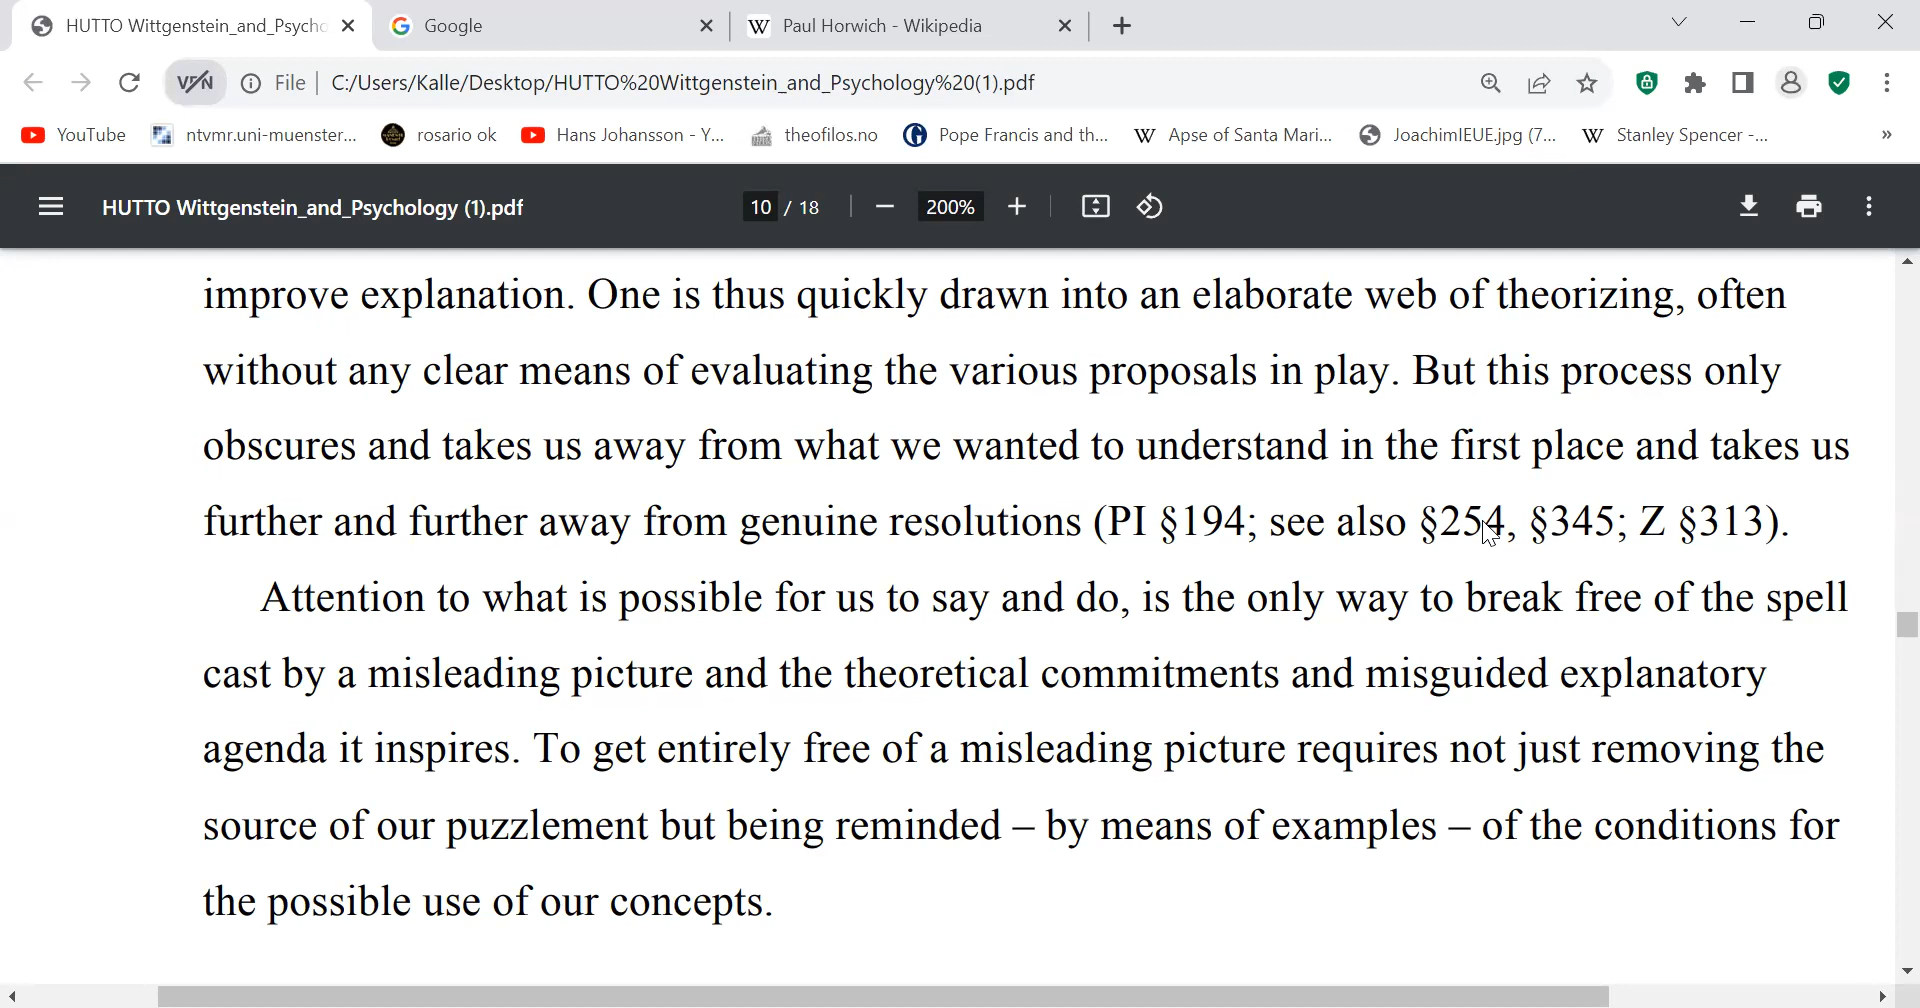 HUTTO Wittgenstein_and_Psycho
Google
Paul Horwich - Wikipedia
VPN
File
C:/Users/Kalle/Desktop/HUTTO%20Wittgenstein_and_Psychology%20(1).pdf
YouTube
ntvmr.uni-muenster...
rosario ok
Hans Johansson - Y...
theofilos.no
Pope Francis and th...
W Apse of Santa Mari...
JoachimIEUE.jpg (7...
W Stanley Spencer -...
»
HUTTO Wittgenstein_and_Psychology (1).pdf
10 / 18
200%
improve explanation. One is thus quickly drawn into an elaborate web of theorizing, often
without any clear means of evaluating the various proposals in play. But this process only
obscures and takes us away from what we wanted to understand in the first place and takes us
further and further away from genuine resolutions (PI §194; see also §254, §345; Z §313).
Attention to what is possible for us to say and do, is the only way to break free of the spell
cast by a misleading picture and the theoretical commitments and misguided explanatory
agenda it inspires. To get entirely free of a misleading picture requires not just removing the
source of our puzzlement but being reminded – by means of examples – of the conditions for
the possible use of our concepts.